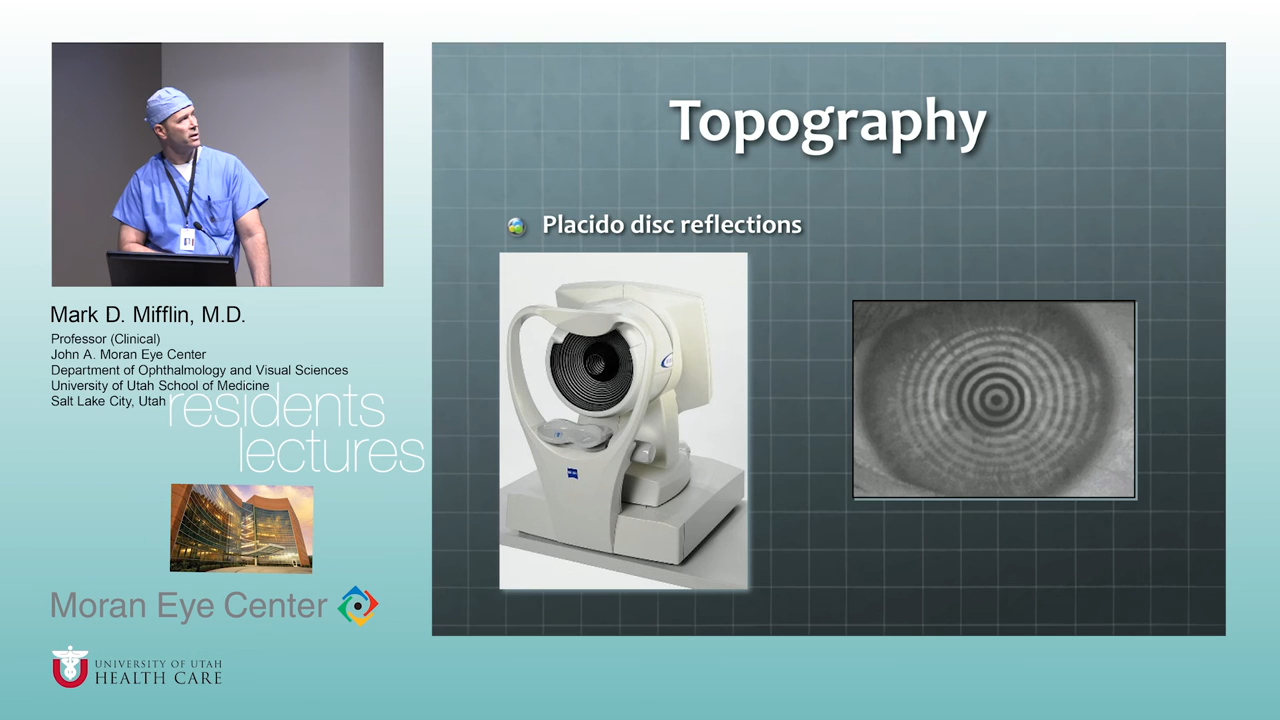 Topography
Placido disc reflections
Mark D. Mifflin, M.D.
Professor (Clinical)
John A. Moran Eye Center
Department of Ophthalmology and Visual Sciences
University of Utah School of Medicine
Salt Lake City, Utah
residents
lectures
Moran Eye Center
UNIVERSITY OF UTAH
HEALTH CARE